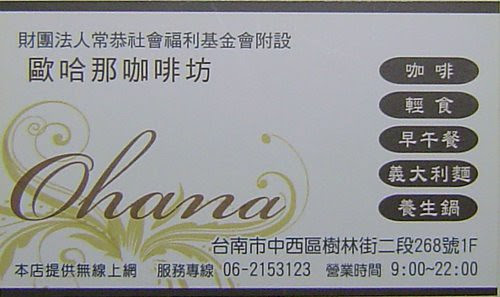 財團法人常恭社會福利基金會附設
歐哈那咖啡坊
咖啡
輕食
早午餐
義大利麵
養生鍋
Ohana
台南市中西區樹林街二段268號1F
本店提供無線上網 服務專線 06-2153123 營業時間 9:00~22:00